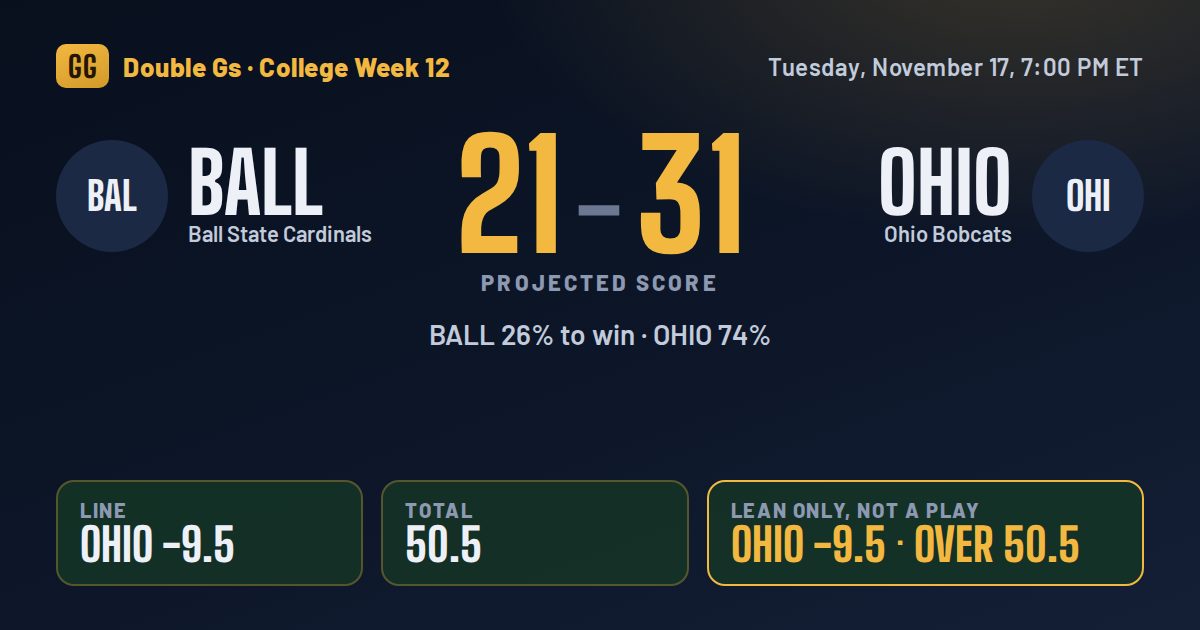 GG Double Gs · College Week 12
Tuesday, November 17, 7:00 PM ET
BAL
BALL
Ball State Cardinals
21 – 31
PROJECTED SCORE
OHIO
Ohio Bobcats
OHI
BALL 26% to win · OHIO 74%
LINE
OHIO −9.5
TOTAL
50.5
LEAN ONLY, NOT A PLAY
OHIO −9.5 · OVER 50.5